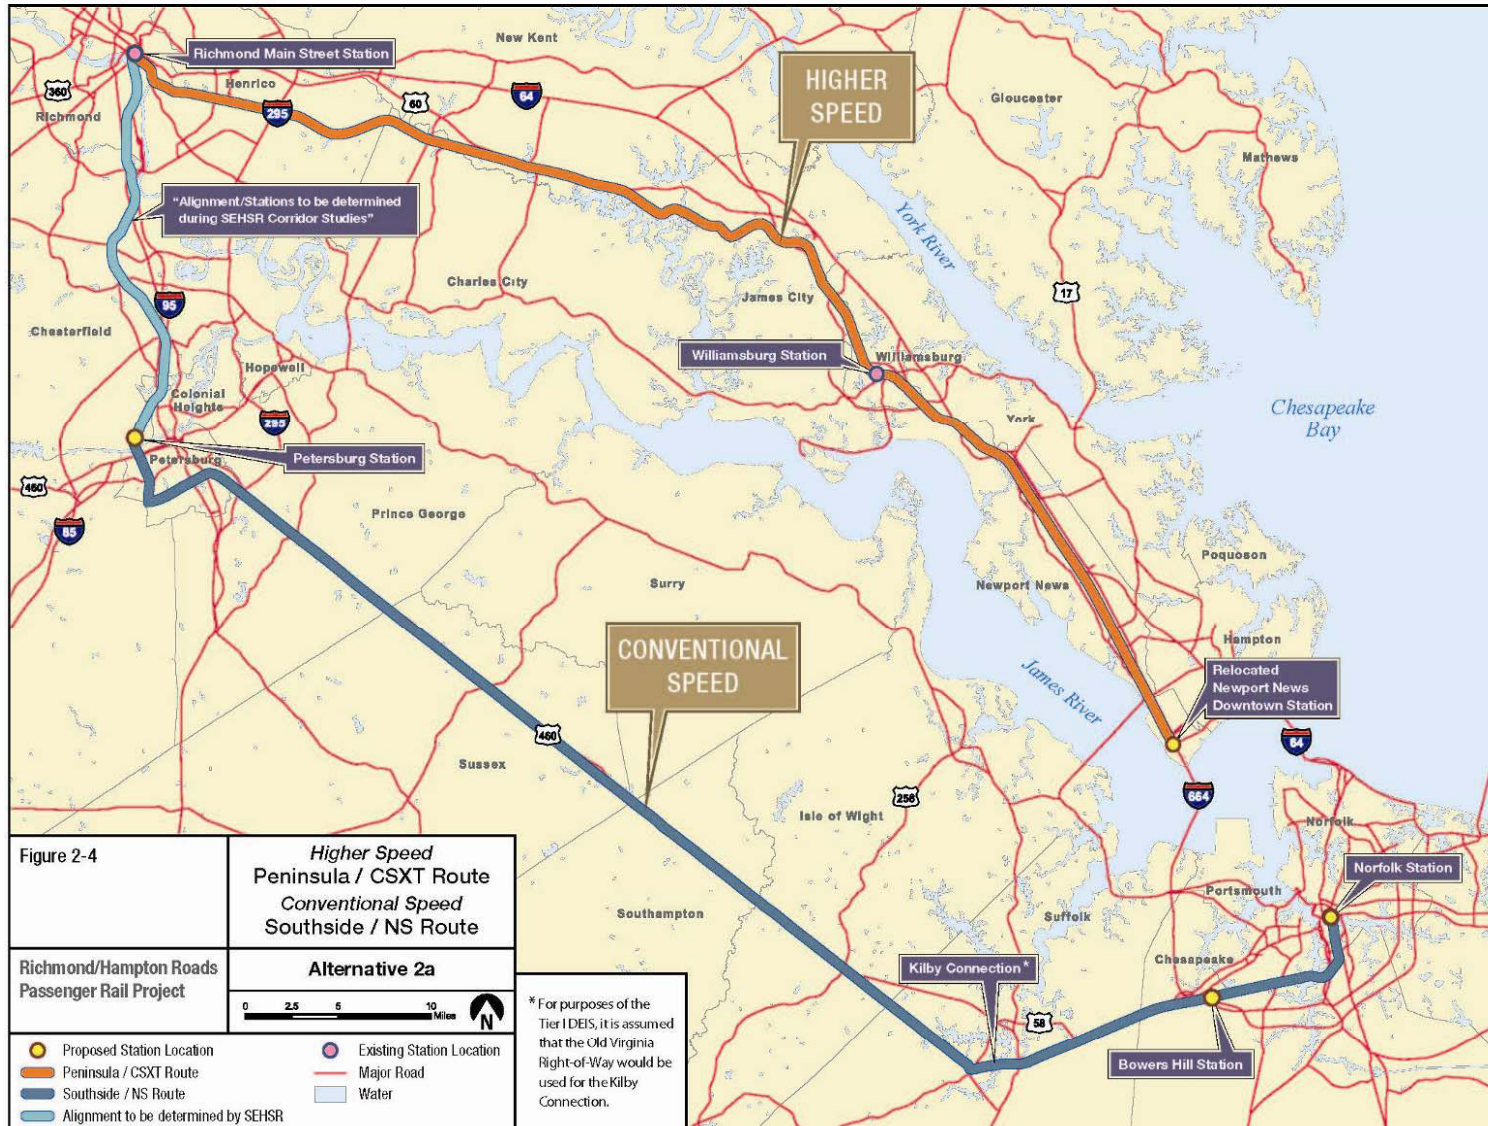 New Kent
Richmond Main Street Station
Henrico
360
Richmond
295
60
64
HIGHER
SPEED
Gloucester
Mathews
"Alignment/Stations to be determined
during SEHSR Corridor Studies"
York River
Charles City
James City
17
95
Chesterfield
Williamsburg Station
Williamsburg
Hopewell
Colonial
Heights
295
York
Chesapeake
Bay
Petersburg Station
Petersburg
460
85
Prince George
Poquoson
Surry
Newport News
Hampton
CONVENTIONAL
SPEED
James River
Relocated
Newport News
Downtown Station
460
64
Sussex
664
258
Isle of Wight
Norfolk
Norfolk Station
Portsmouth
Southampton
Suffolk
Chesapeake
Kilby Connection*
58
Bowers Hill Station
Figure 2-4
Higher Speed
Peninsula / CSXT Route
Conventional Speed
Southside / NS Route
Richmond/Hampton Roads
Passenger Rail Project
Alternative 2a
0 2.5 5 10
Miles
N
* For purposes of the
Tier I DEIS, it is assumed
that the Old Virginia
Right-of-Way would be
used for the Kilby
Connection.
Proposed Station Location
Existing Station Location
Peninsula / CSXT Route
Major Road
Southside / NS Route
Water
Alignment to be determined by SEHSR